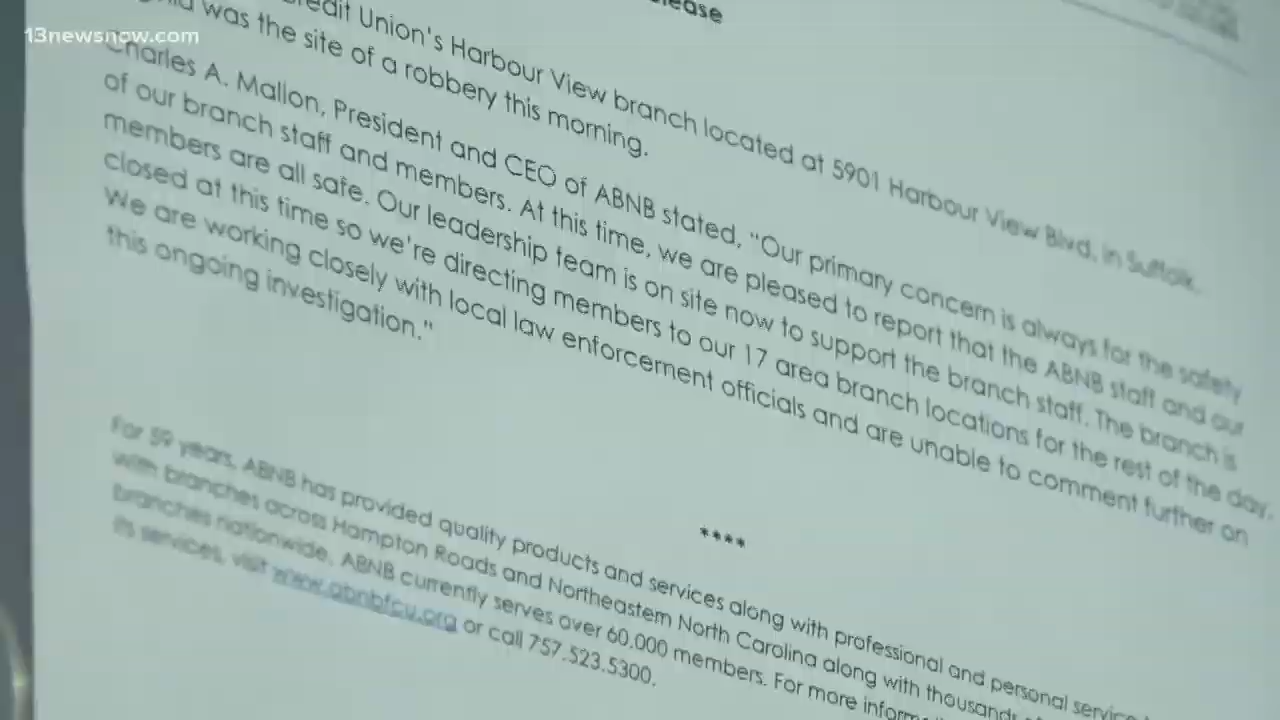 13newsnow.com
Release
Credit Union's Harbour View branch located at 5901 Harbour View Blvd, in Suffolk,
was the site of a robbery this morning.
Charles A. Mallon, President and CEO of ABNB stated, "Our primary concern is always for the safety
of our branch staff and members. At this time, we are pleased to report that the ABNB staff and our
members are all safe. Our leadership team is on site now to support the branch staff. The branch is
closed at this time so we're directing members to our 17 area branch locations for the rest of the day.
We are working closely with local law enforcement officials and are unable to comment further on
this ongoing investigation."
****
For 59 years, ABNB has provided quality products and services along with professional and personal service
with branches across Hampton Roads and Northeastern North Carolina along with thousands
branches nationwide. ABNB currently serves over 60,000 members. For more
its services, visit www.abnbfcu.org or call 757.523.5300.